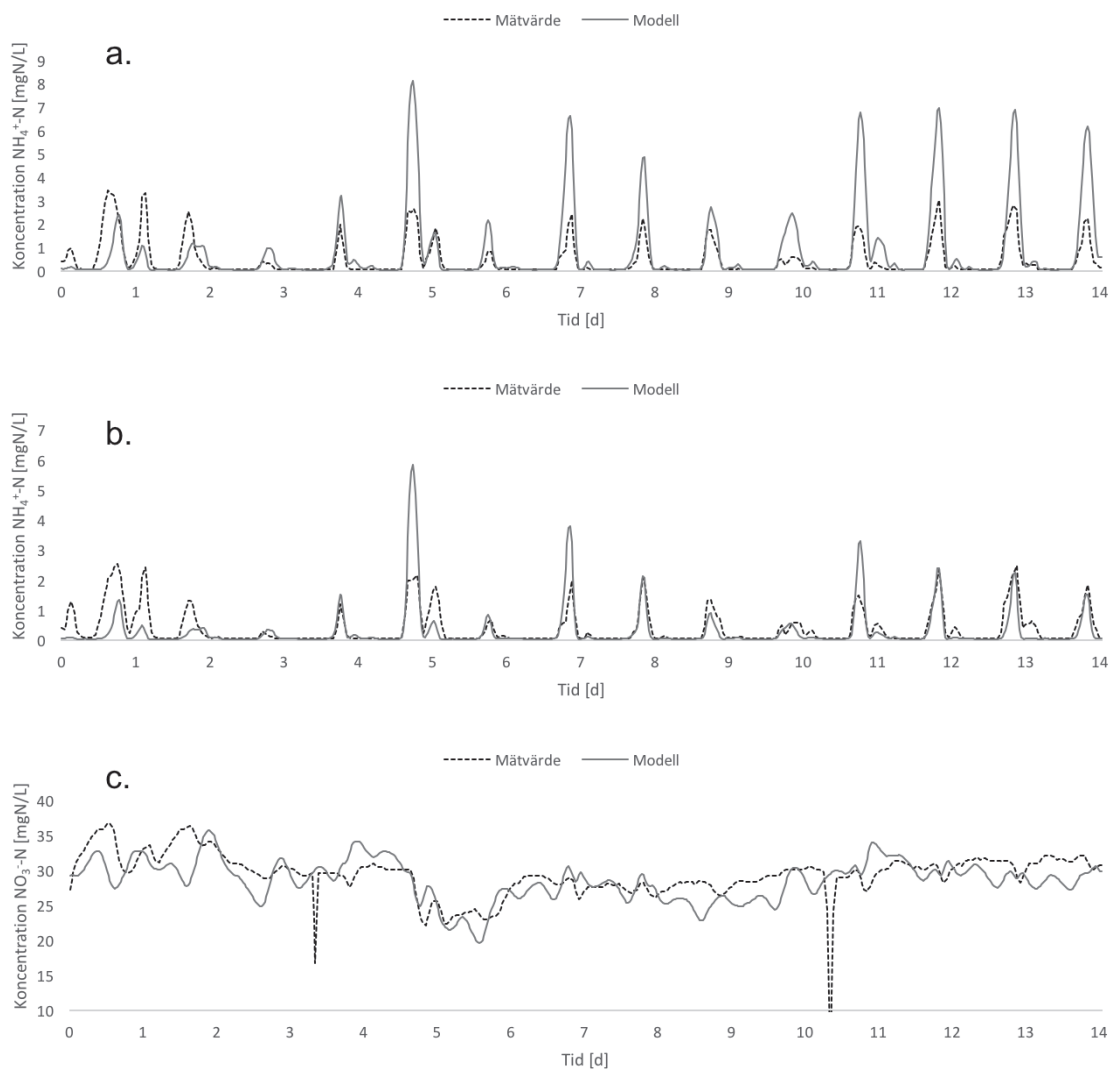 Mätvärde Modell
a.
Koncentration NH₄⁺-N [mgN/L]
9
8
7
6
5
4
3
2
1
0
0 1 2 3 4 5 6 7 8 9 10 11 12 13 14
Tid [d]
Mätvärde Modell
b.
Koncentration NH₄⁺-N [mgN/L]
7
6
5
4
3
2
1
0
0 1 2 3 4 5 6 7 8 9 10 11 12 13 14
Tid [d]
Mätvärde Modell
c.
Koncentration NO₃⁻-N [mgN/L]
40
35
30
25
20
15
10
0 1 2 3 4 5 6 7 8 9 10 11 12 13 14
Tid [d]